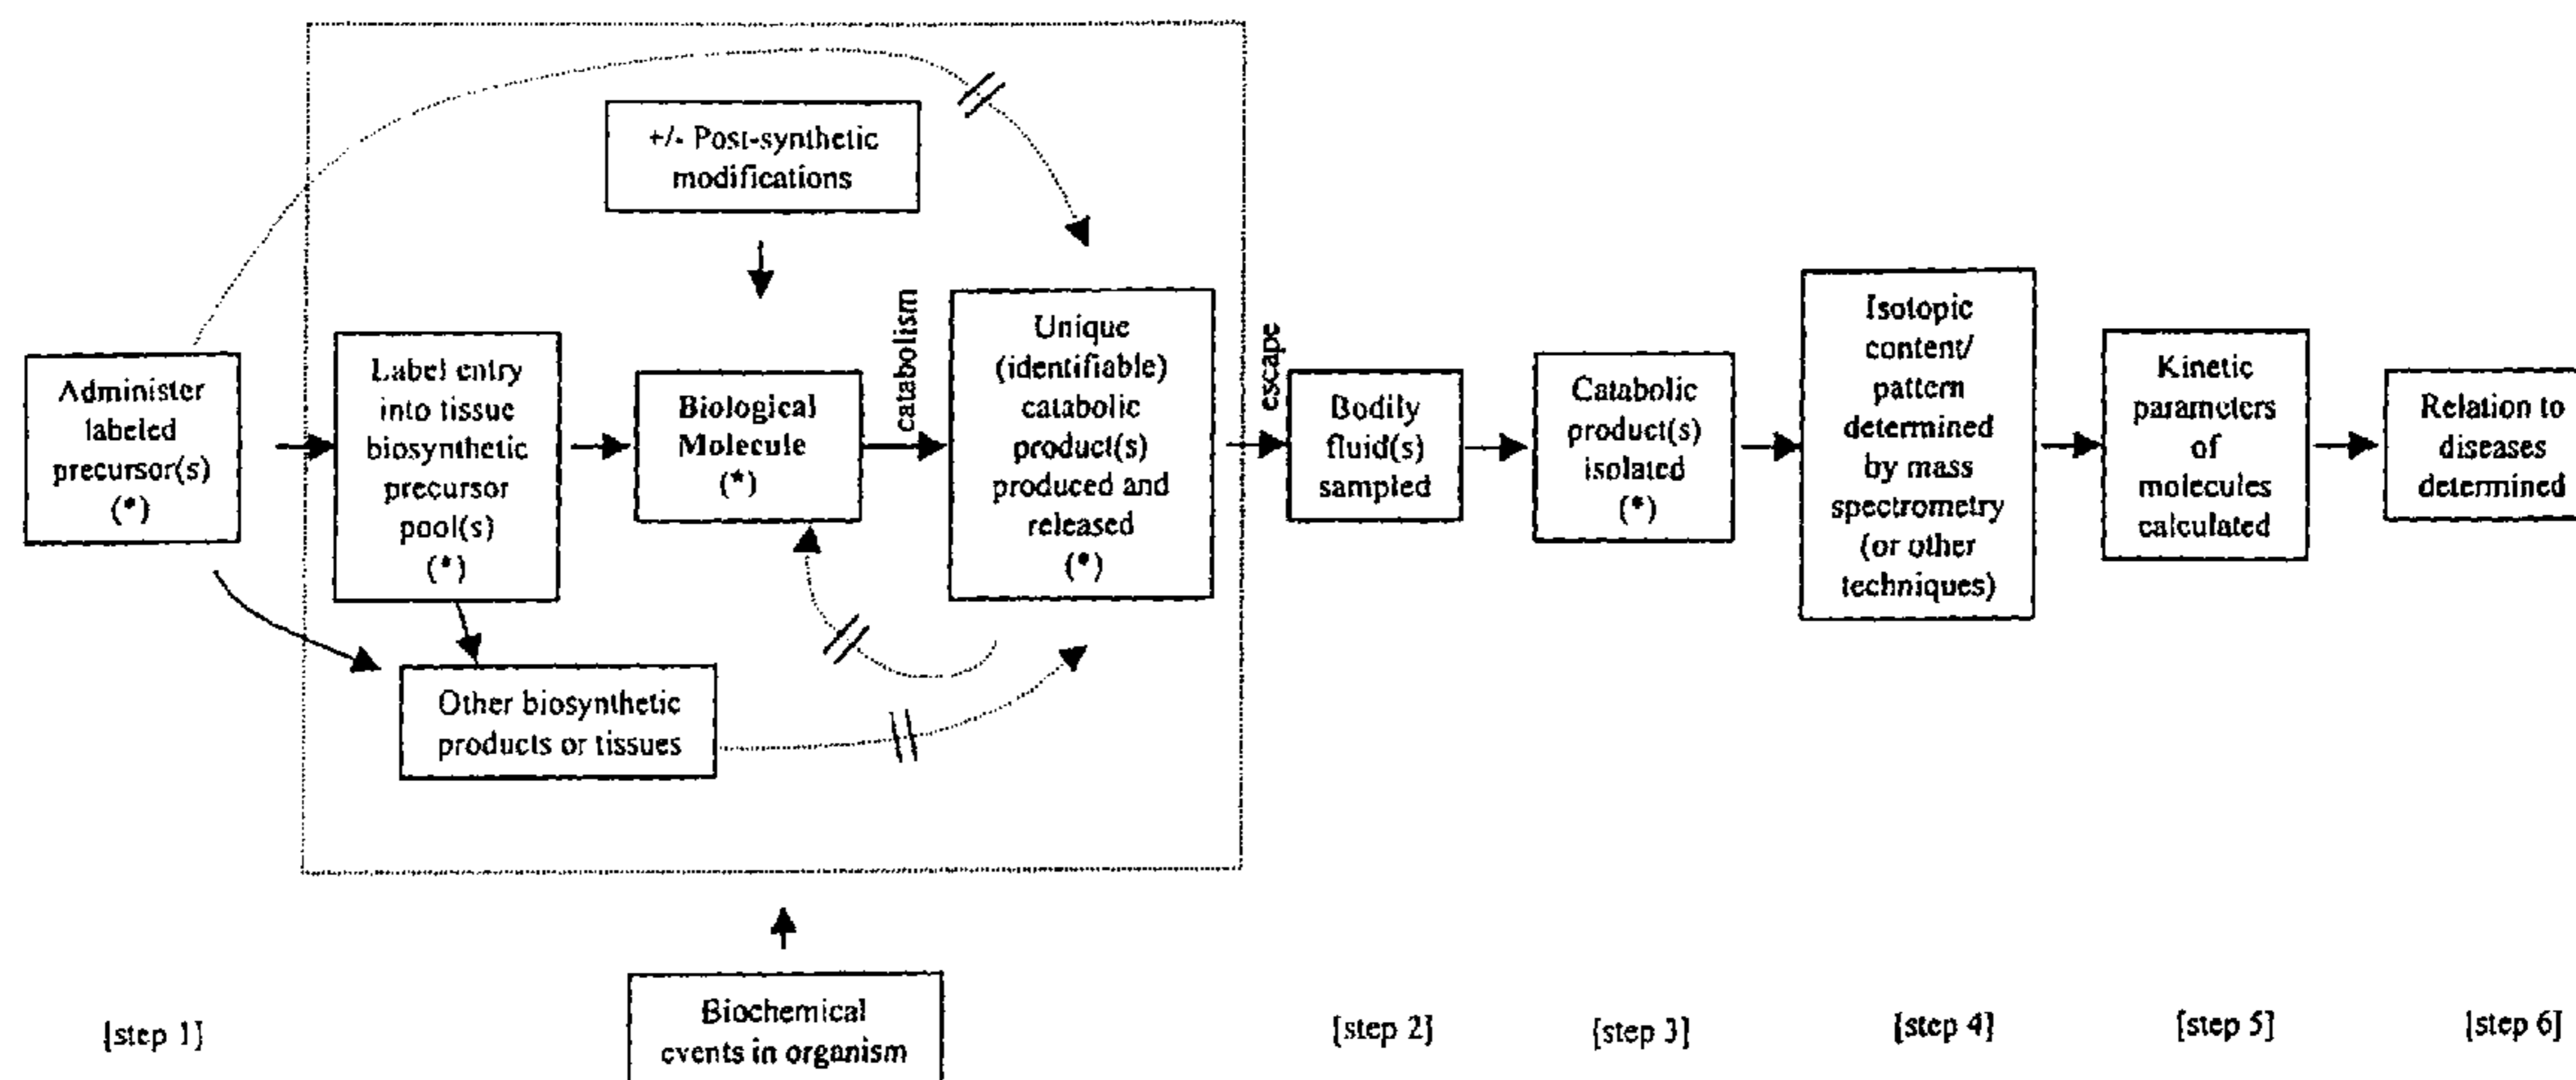 +/- Post-synthetic
modifications
Administer
labeled
precursor(s)
(*)
Label entry
into tissue
biosynthetic
precursor
pool(s)
(*)
Biological
Molecule
(*)
catabolism
Unique
(identifiable)
catabolic
product(s)
produced and
released
(*)
escape
Bodily
fluid(s)
sampled
Catabolic
product(s)
isolated
(*)
Isotopic
content/
pattern
determined
by mass
spectrometry
(or other
techniques)
Kinetic
parameters
of
molecules
calculated
Relation to
diseases
determined
Other biosynthetic
products or tissues
Biochemical
events in organism
[step 1]
[step 2]
[step 3]
[step 4]
[step 5]
[step 6]